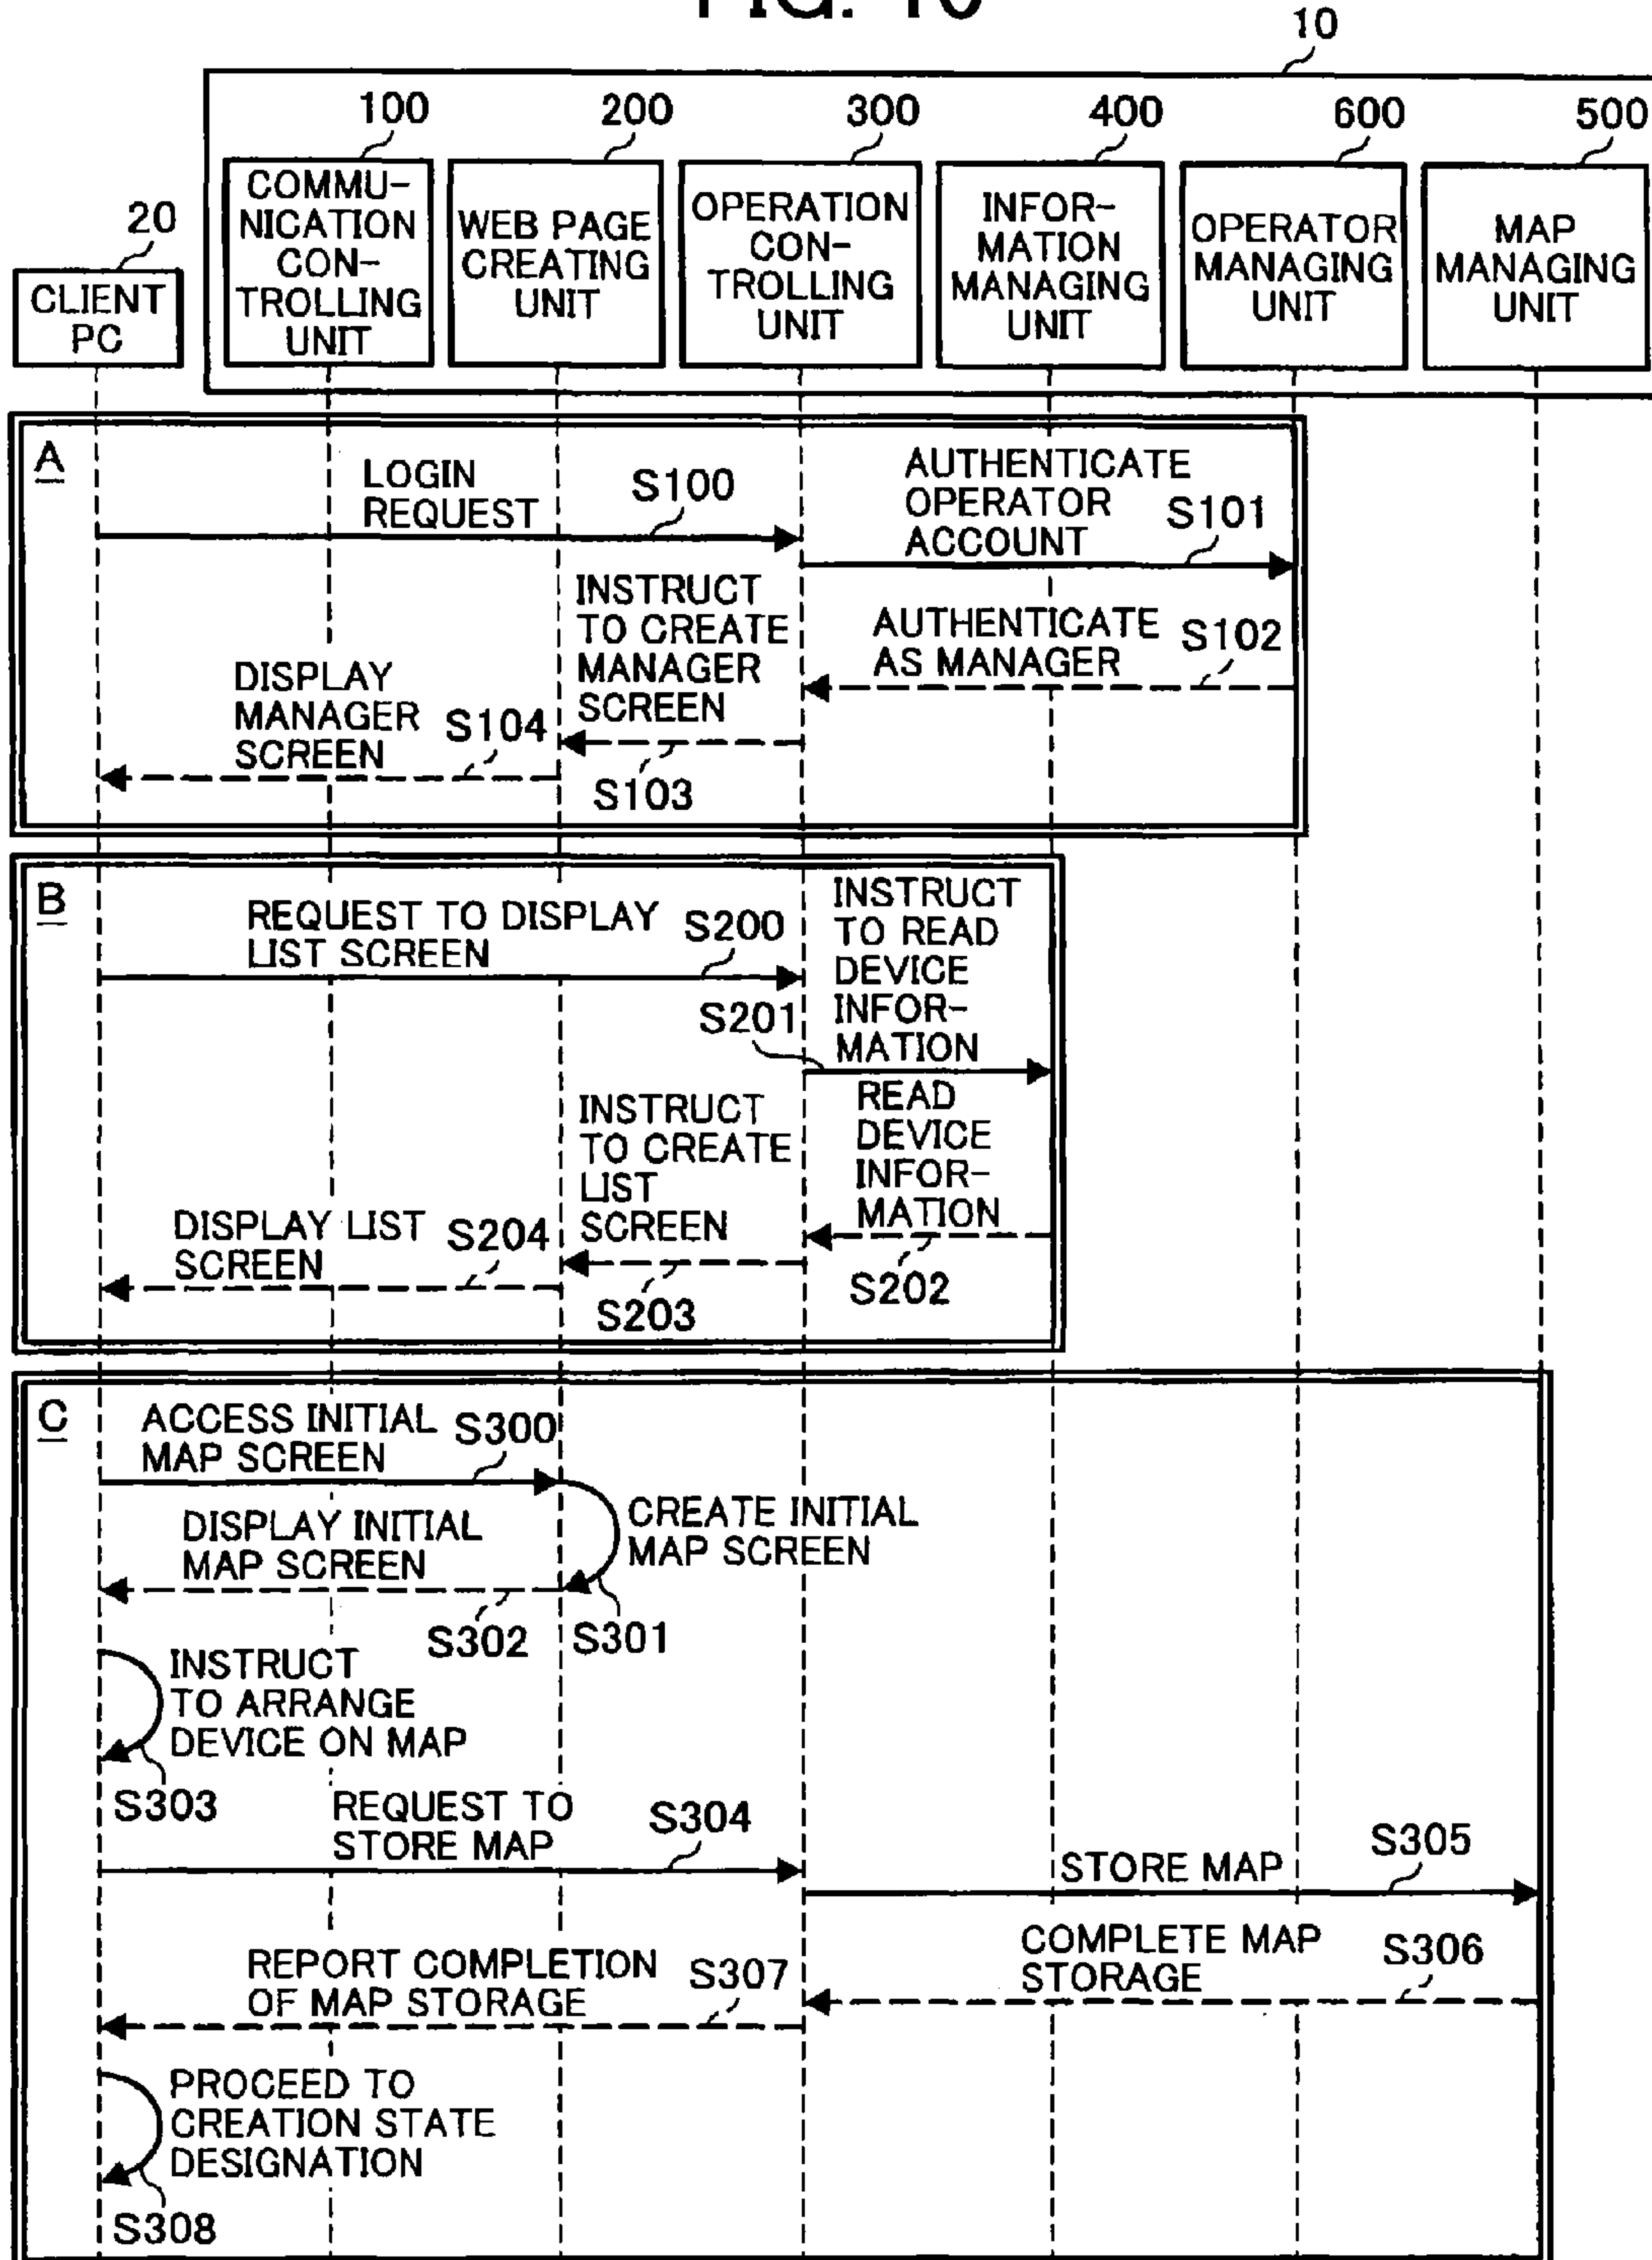 FIG. 10
10
100
200
300
400
600
500
20
CLIENT
PC
COMMU-
NICATION
CON-
TROLLING
UNIT
WEB PAGE
CREATING
UNIT
OPERATION
CON-
TROLLING
UNIT
INFOR-
MATION
MANAGING
UNIT
OPERATOR
MANAGING
UNIT
MAP
MANAGING
UNIT
A
LOGIN
REQUEST
S100
AUTHENTICATE
OPERATOR
ACCOUNT
S101
AUTHENTICATE
AS MANAGER
S102
INSTRUCT
TO CREATE
MANAGER
SCREEN
S103
DISPLAY
MANAGER
SCREEN
S104
B
REQUEST TO DISPLAY
LIST SCREEN
S200
INSTRUCT
TO READ
DEVICE
INFOR-
MATION
S201
READ
DEVICE
INFOR-
MATION
S202
INSTRUCT
TO CREATE
LIST
SCREEN
S203
DISPLAY LIST
SCREEN
S204
C
ACCESS INITIAL
MAP SCREEN
S300
CREATE INITIAL
MAP SCREEN
S301
DISPLAY INITIAL
MAP SCREEN
S302
INSTRUCT
TO ARRANGE
DEVICE ON MAP
S303
REQUEST TO
STORE MAP
S304
STORE MAP
S305
COMPLETE MAP
STORAGE
S306
REPORT COMPLETION
OF MAP STORAGE
S307
PROCEED TO
CREATION STATE
DESIGNATION
S308